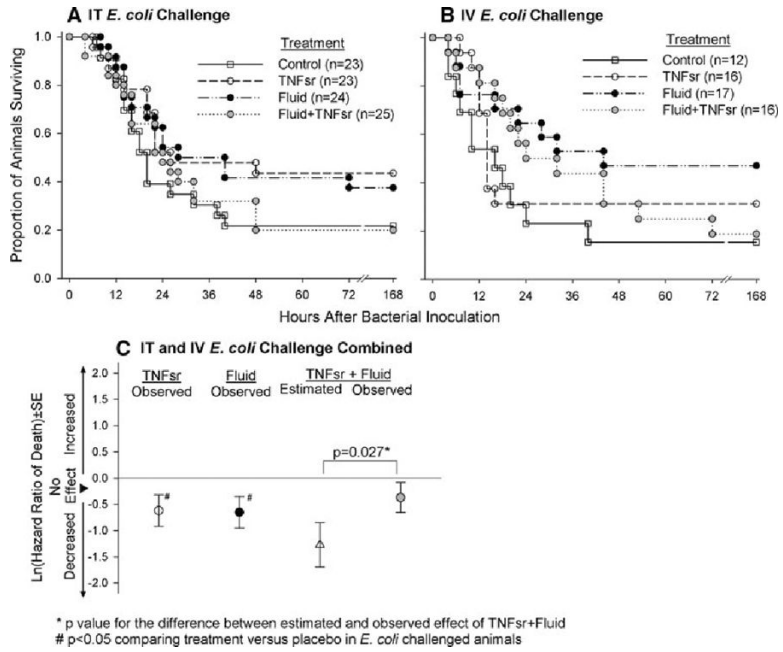 A IT E. coli Challenge
Proportion of Animals Surviving
1.0
0.8
0.6
0.4
0.2
0.0
Treatment
Control (n=23)
TNFsr (n=23)
Fluid (n=24)
Fluid+TNFsr (n=25)
0 12 24 36 48 60 72 168
B IV E. coli Challenge
Treatment
Control (n=12)
TNFsr (n=16)
Fluid (n=17)
Fluid+TNFsr (n=16)
0 12 24 36 48 60 72 168
Hours After Bacterial Inoculation
C IT and IV E. coli Challenge Combined
Ln(Hazard Ratio of Death)±SE
Increased
No Effect
Decreased
2.0
1.5
1.0
0.5
0.0
-0.5
-1.0
-1.5
-2.0
TNFsr
Observed
Fluid
Observed
TNFsr + Fluid
Estimated Observed
p=0.027*
#
#
* p value for the difference between estimated and observed effect of TNFsr+Fluid
# p<0.05 comparing treatment versus placebo in E. coli challenged animals